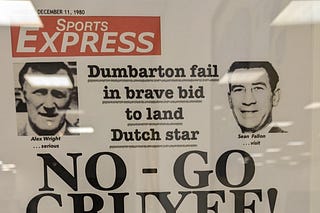 DECEMBER 11, 1980
SPORTS
EXPRESS
Dumbarton fail
in brave bid
to land
Dutch star
Alex Wright
...serious
Sean Fallon
...visit
NO-GO
CRUYFF!